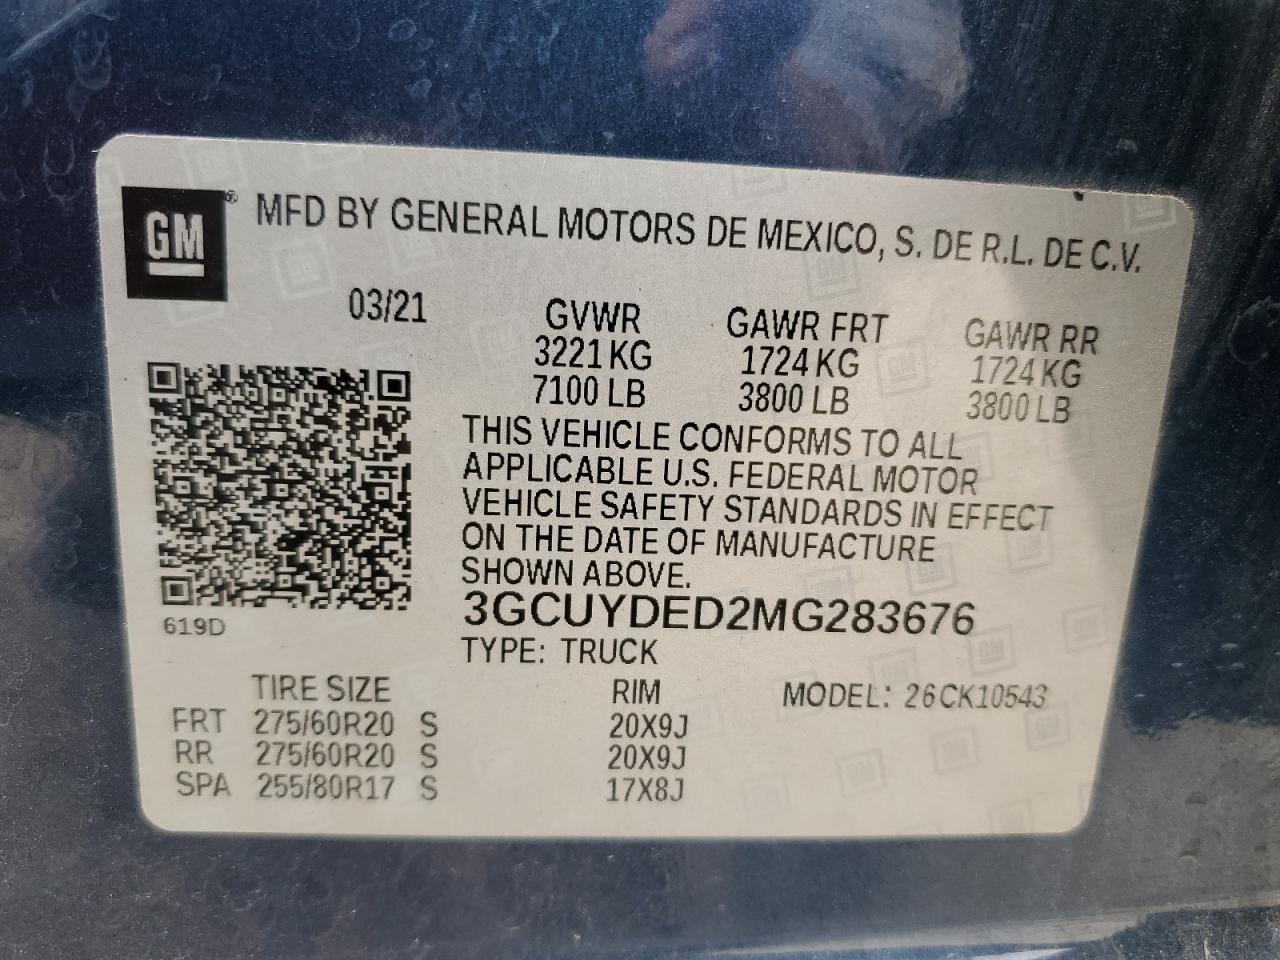 GM ® MFD BY GENERAL MOTORS DE MEXICO, S. DE R.L. DE C.V.
03/21 GVWR GAWR FRT GAWR RR
3221 KG 1724 KG 1724 KG
7100 LB 3800 LB 3800 LB
THIS VEHICLE CONFORMS TO ALL
APPLICABLE U.S. FEDERAL MOTOR
VEHICLE SAFETY STANDARDS IN EFFECT
ON THE DATE OF MANUFACTURE
SHOWN ABOVE.
3GCUYDED2MG283676
619D
TYPE: TRUCK
TIRE SIZE RIM MODEL: 26CK10543
FRT 275/60R20 S 20X9J
RR 275/60R20 S 20X9J
SPA 255/80R17 S 17X8J